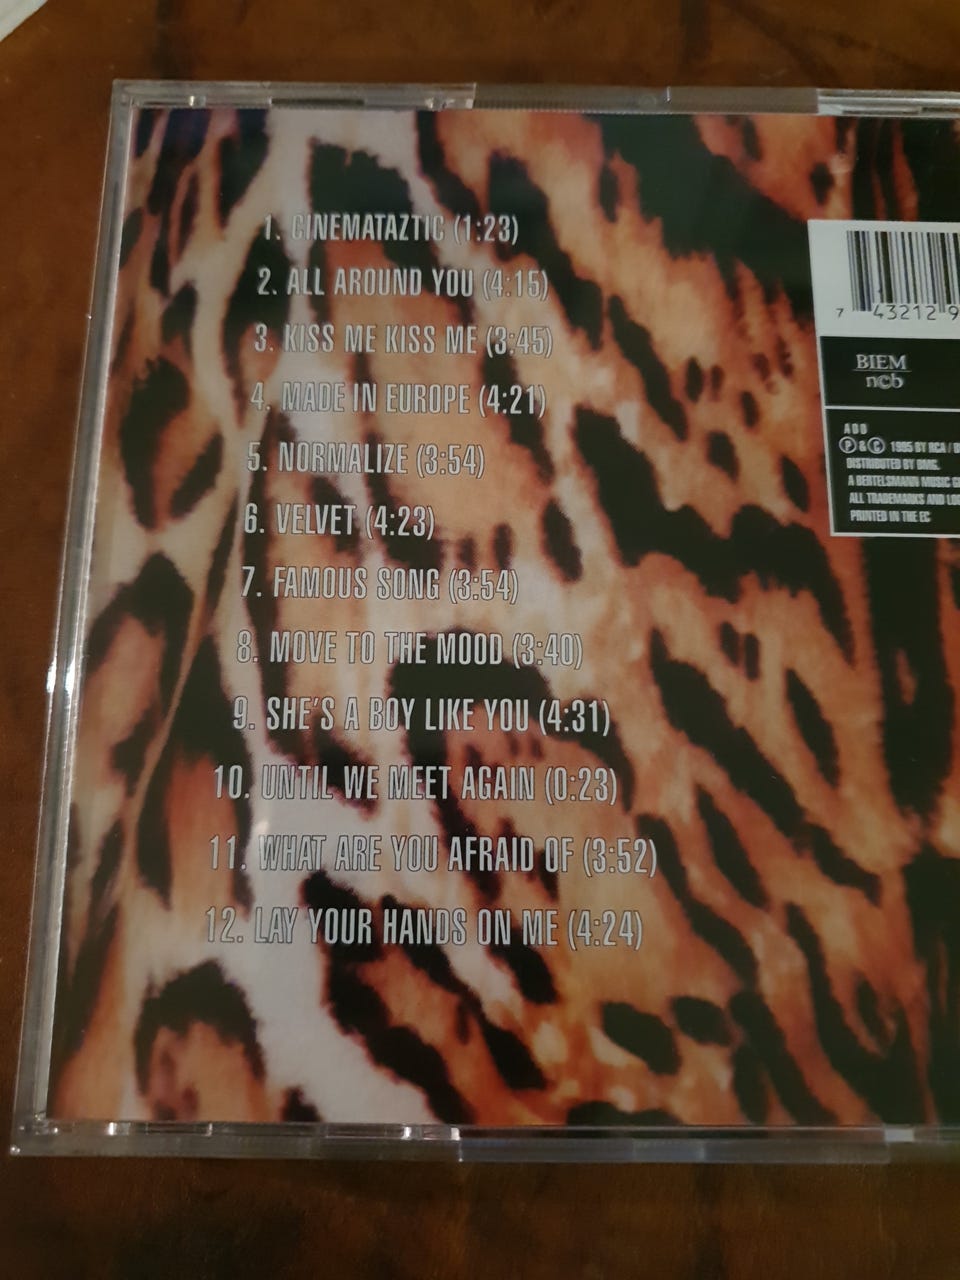 1. CINEMATAZTIC (1:23)
2. ALL AROUND YOU (4:15)
3. KISS ME KISS ME (3:45)
4. MADE IN EUROPE (4:21)
5. NORMALIZE (3:54)
6. VELVET (4:23)
7. FAMOUS SONG (3:54)
8. MOVE TO THE MOOD (3:40)
9. SHE'S A BOY LIKE YOU (4:31)
10. UNTIL WE MEET AGAIN (0:23)
11. WHAT ARE YOU AFRAID OF (3:52)
12. LAY YOUR HANDS ON ME (4:24)
7 43212 9
BIEM
ncb
ADD
Ⓟ & © 1995 BY RCA /
DISTRIBUTED BY BMG.
A BERTELSMANN MUSIC
ALL TRADEMARKS AND
PRINTED IN THE EC